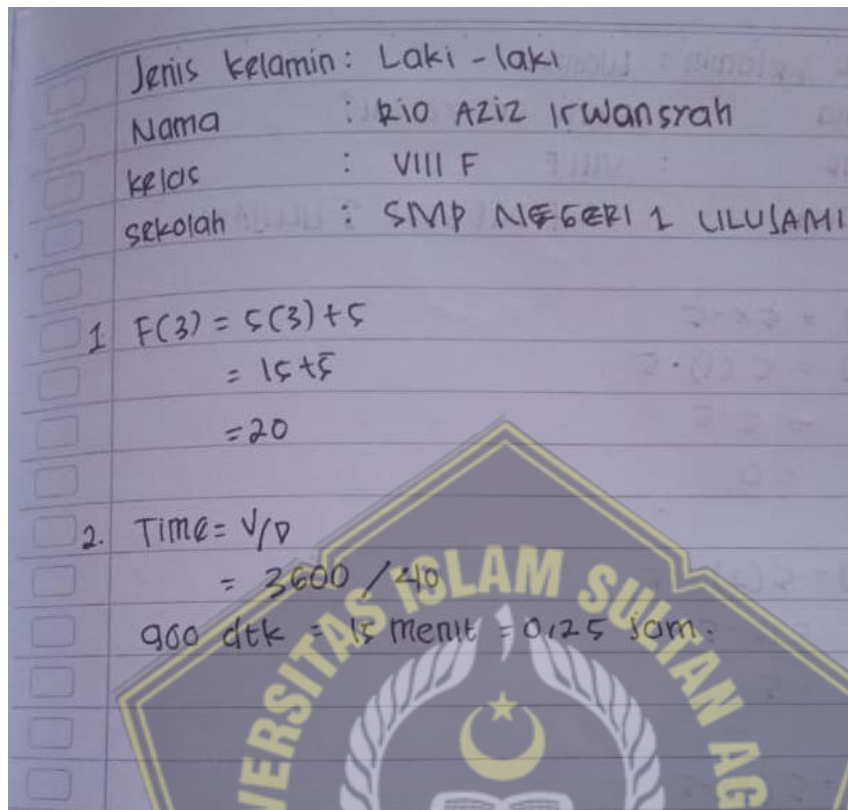 Jenis kelamin : Laki - laki
Nama : Rio Aziz Irwansyah
kelas : VIII F
sekolah : SMP NEGERI 1 ULUJAMI
1 F(3) = 5(3) + 5
= 15 + 5
= 20
2. Time = V/D
= 3600 / 40
900 dtk = 15 menit = 0,25 jam.
ERSITAS ISLAM SULTAN AG